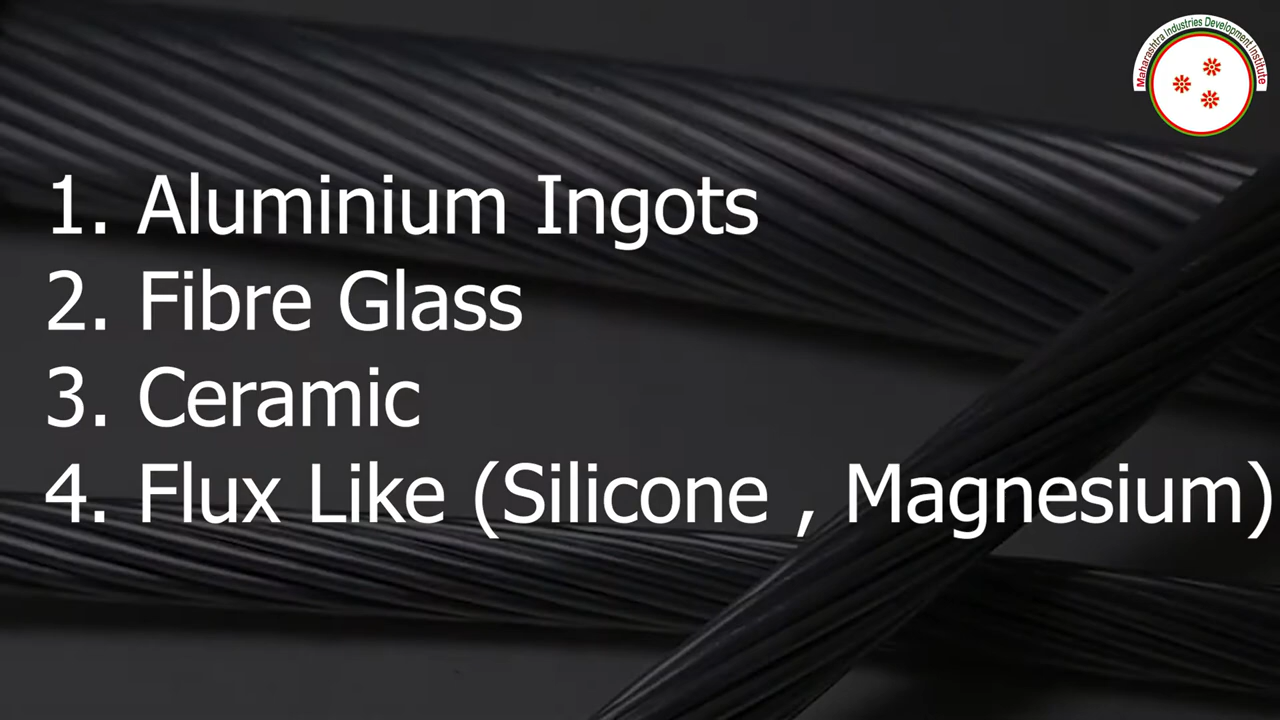 Maharashtra Industries Development Institute
1. Aluminium Ingots
2. Fibre Glass
3. Ceramic
4. Flux Like (Silicone , Magnesium)